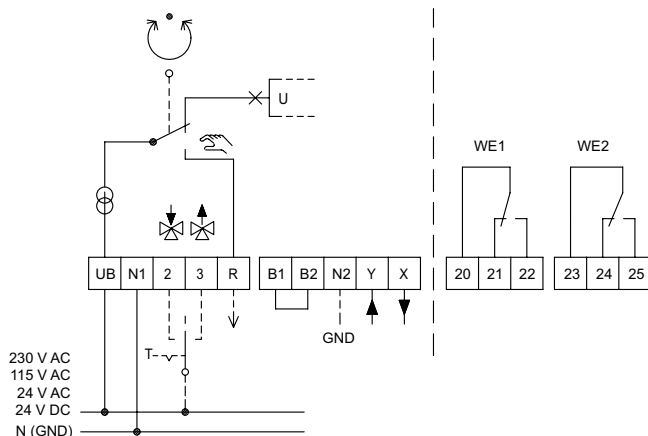 U
WE1 WE2
UB N1 2 3 R B1 B2 N2 Y X 20 21 22 23 24 25
GND
T
230 V AC
115 V AC
24 V AC
24 V DC
N (GND)